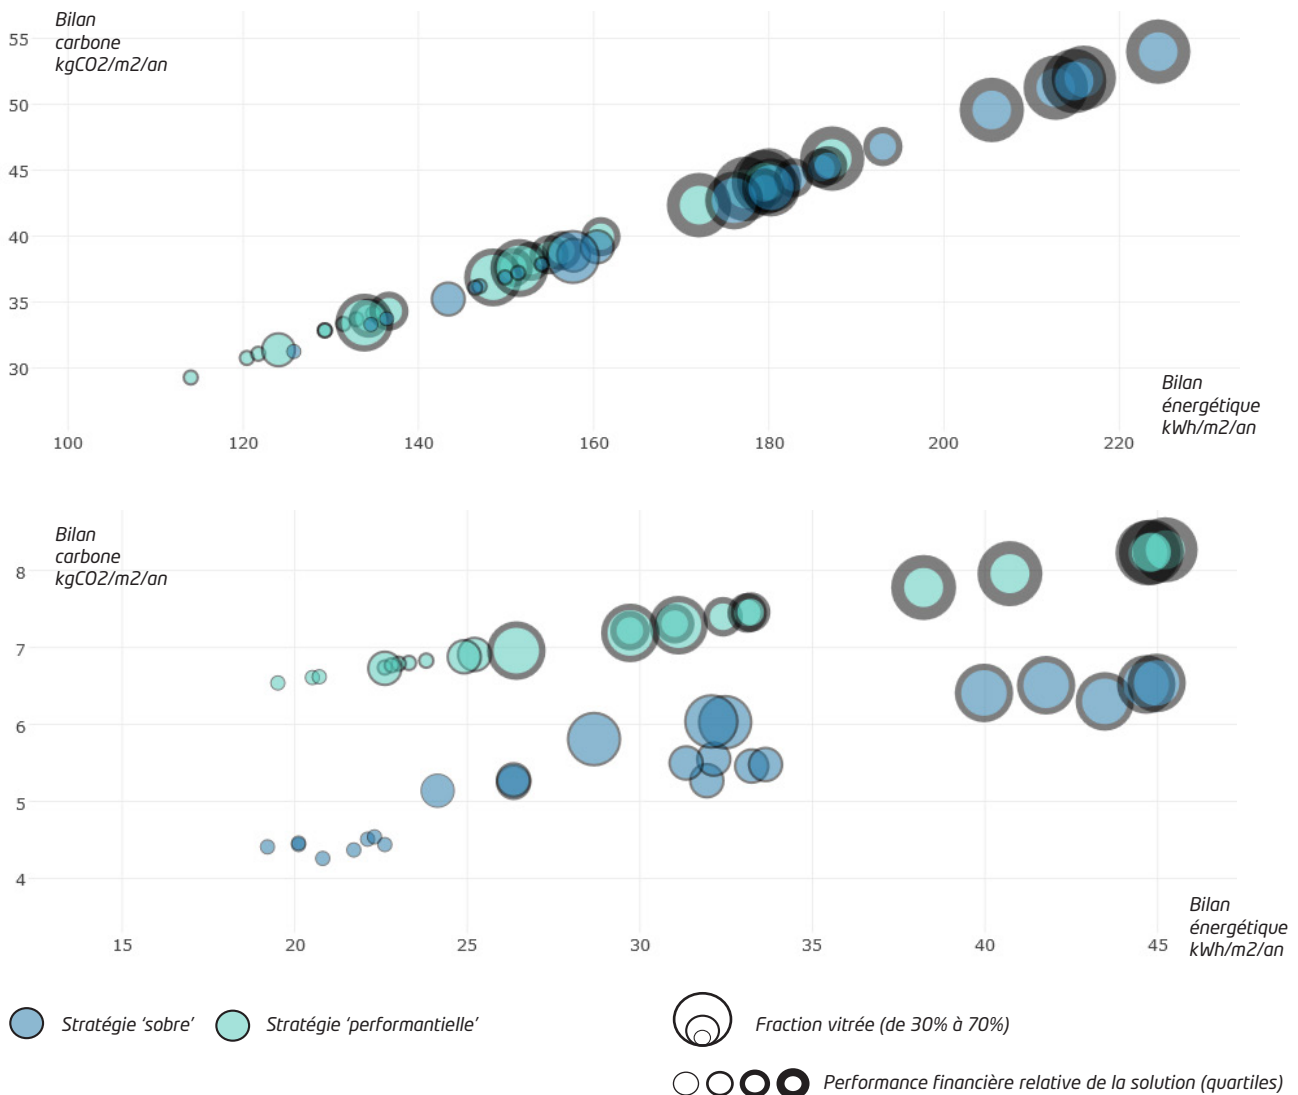 Bilan
carbone
kgCO2/m2/an
55
50
45
40
35
30
Bilan
énergétique
kWh/m2/an
100 120 140 160 180 200 220
Bilan
carbone
kgCO2/m2/an
8
7
6
5
4
Bilan
énergétique
kWh/m2/an
15 20 25 30 35 40 45
Stratégie 'sobre' Stratégie 'performantielle' Fraction vitrée (de 30% à 70%)
Performance financière relative de la solution (quartiles)